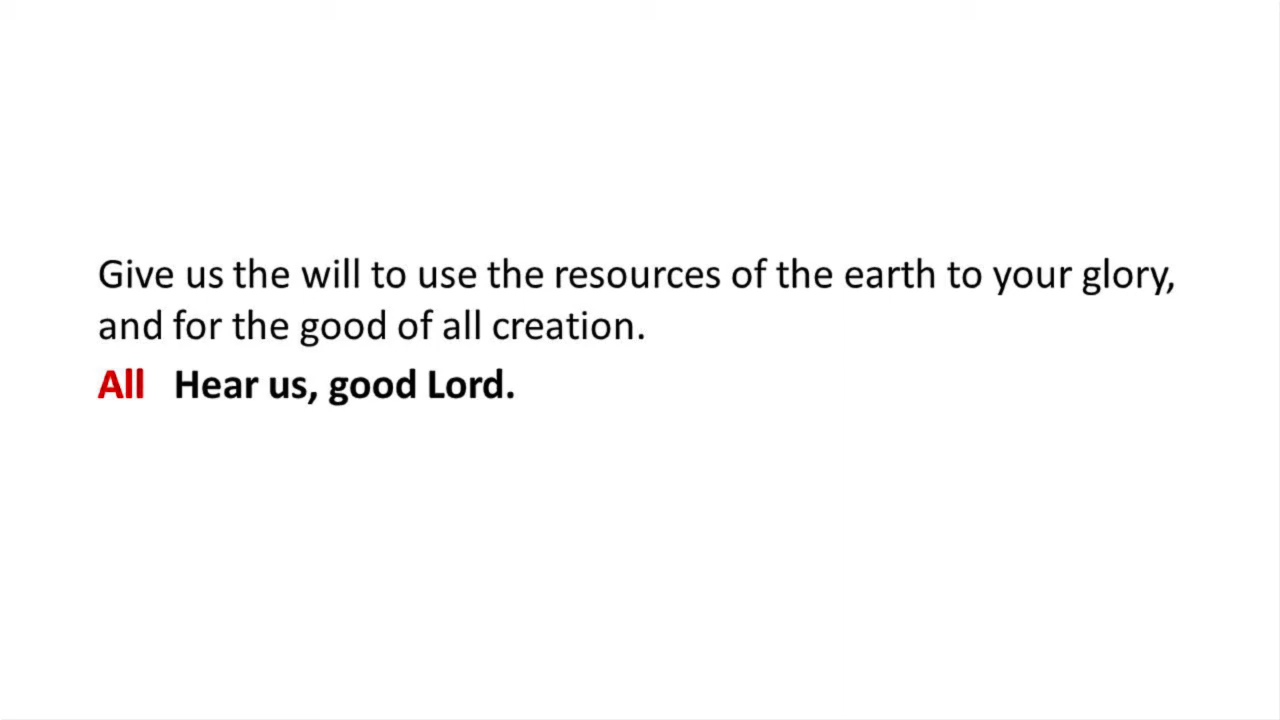 Give us the will to use the resources of the earth to your glory,
and for the good of all creation.
All Hear us, good Lord.